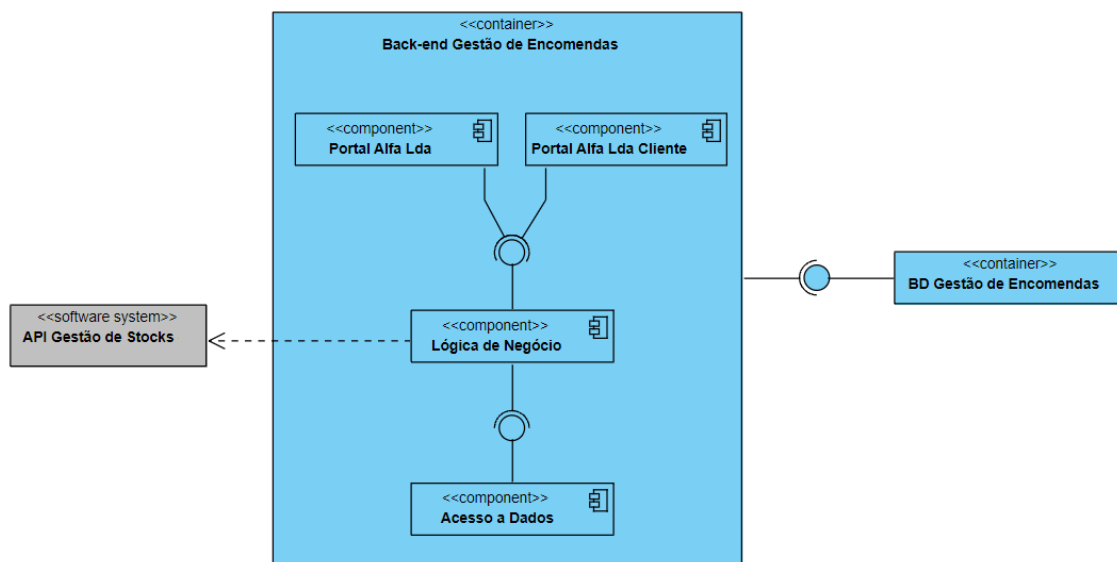 <<container>>
Back-end Gestão de Encomendas
<<component>>
Portal Alfa Lda
<<component>>
Portal Alfa Lda Cliente
<<container>>
BD Gestão de Encomendas
<<software system>>
API Gestão de Stocks
<<component>>
Lógica de Negócio
<<component>>
Acesso a Dados